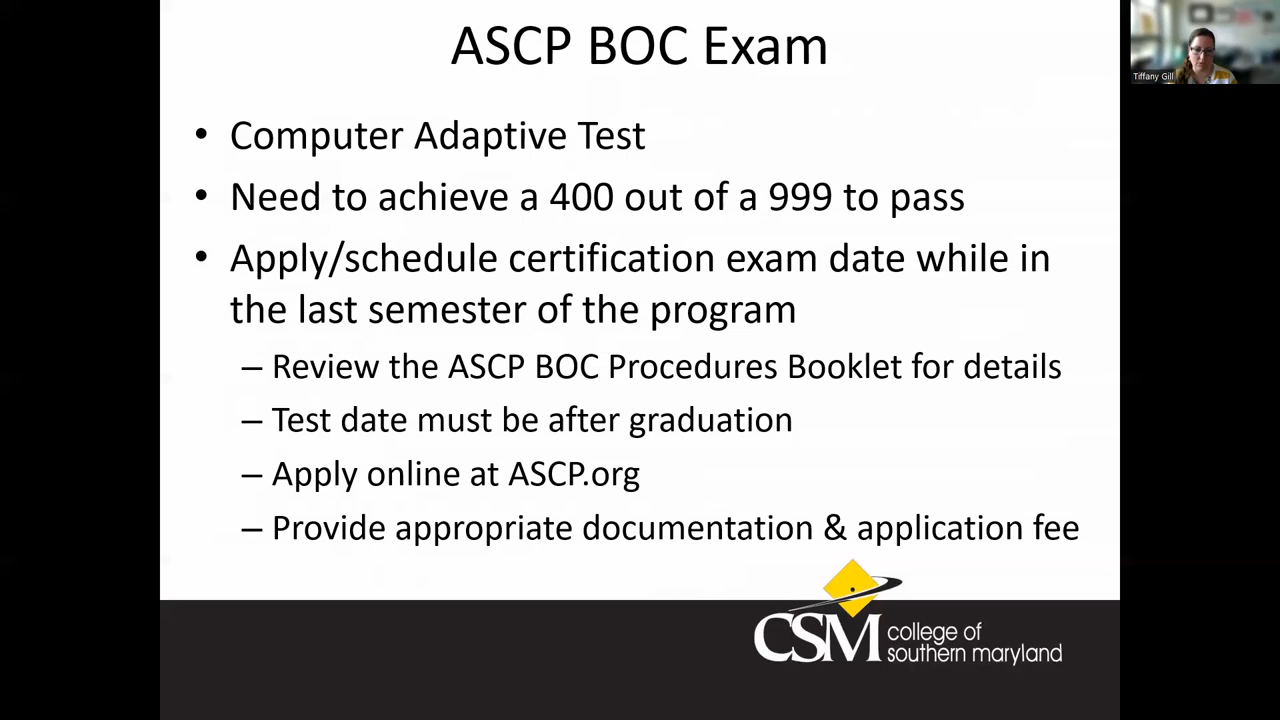 ASCP BOC Exam
Tiffany Gill
• Computer Adaptive Test
• Need to achieve a 400 out of a 999 to pass
• Apply/schedule certification exam date while in
the last semester of the program
– Review the ASCP BOC Procedures Booklet for details
– Test date must be after graduation
– Apply online at ASCP.org
– Provide appropriate documentation & application fee
CSM college of
southern maryland